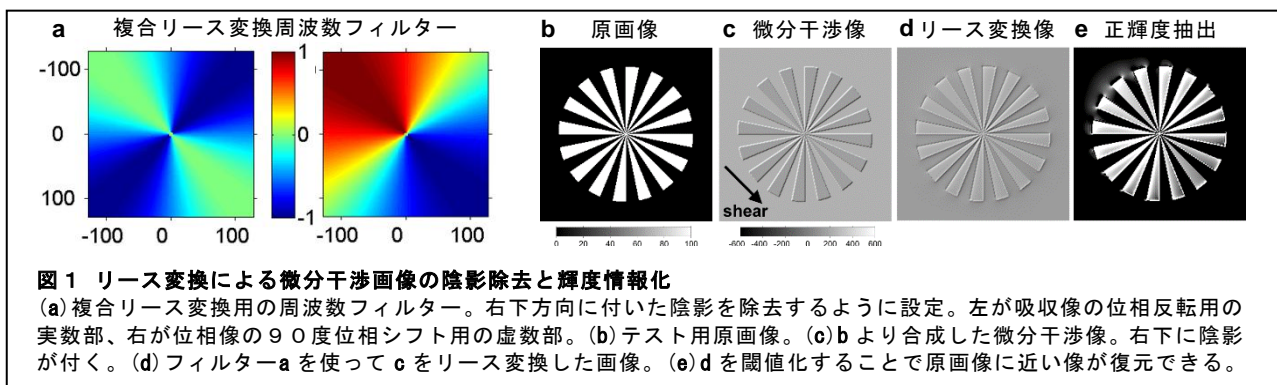 a 複合リース変換周波数フィルター b 原画像 c 微分干渉像 d リース変換像 e 正輝度抽出
-100
0
100
-100 0 100
1
0
-1
-100 0 100
shear
0 20 40 60 80 100
-600 -400 -200 0 200 400 600
図1 リース変換による微分干渉画像の陰影除去と輝度情報化
(a)複合リース変換用の周波数フィルター。右下方向に付いた陰影を除去するように設定。左が吸収像の位相反転用の
実数部、右が位相像の90度位相シフト用の虚数部。(b)テスト用原画像。(c)bより合成した微分干渉像。右下に陰影
が付く。(d)フィルターaを使ってcをリース変換した画像。(e)dを閾値化することで原画像に近い像が復元できる。